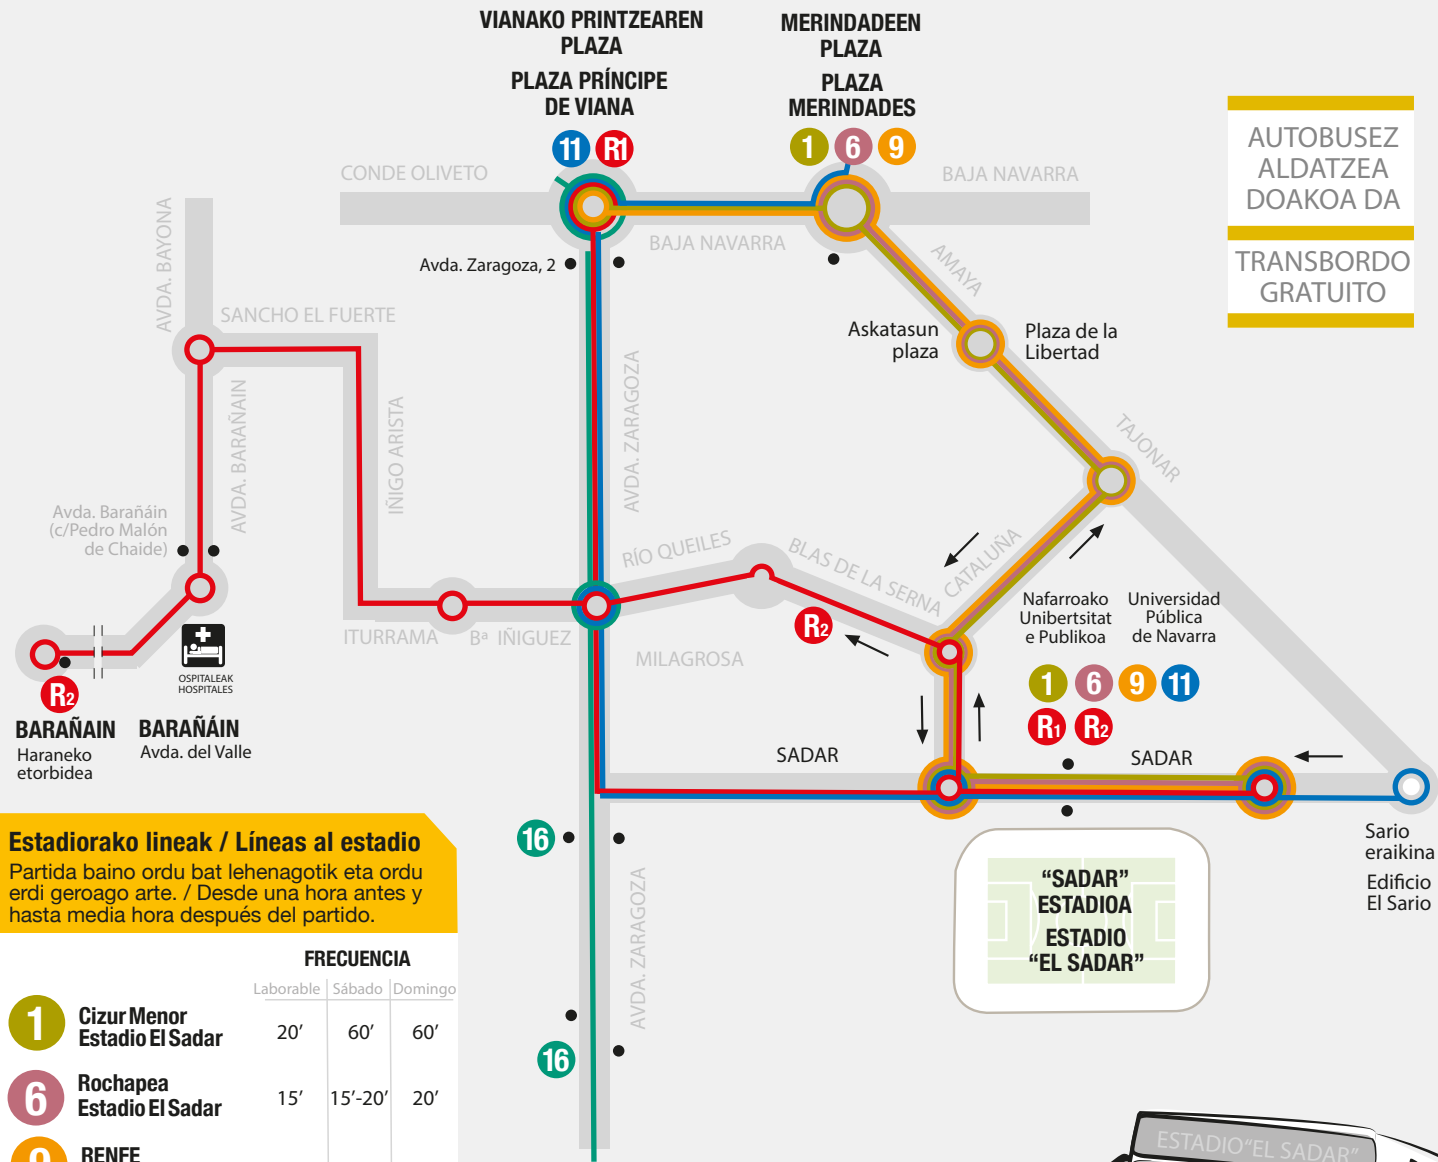 VIANAKO PRINTZEAREN
PLAZA
PLAZA PRÍNCIPE
DE VIANA
11 R1
MERINDADEEN
PLAZA
PLAZA
MERINDADES
1 6 9
AUTOBUSEZ
ALDATZEA
DOAKOA DA
TRANSBORDO
GRATUITO
CONDE OLIVETO
BAJA NAVARRA
BAJA NAVARRA
AVDA. BAYONA
Avda. Zaragoza, 2
AMAYA
SANCHO EL FUERTE
Askatasun
plaza
Plaza de la
Libertad
AVDA. ZARAGOZA
AVDA. BARAÑAIN
IÑIGO ARISTA
TAJONAR
Avda. Barañáin
(c/Pedro Malón
de Chaide)
RÍO QUEILES
BLAS DE LA SERNA
CATALUÑA
Nafarroako
Unibertsitat
e Publikoa
Universidad
Pública
de Navarra
R2
ITURRAMA
Bª IÑIGUEZ
MILAGROSA
OSPITALEAK
HOSPITALES
1 6 9 11
R1 R2
R2
BARAÑAIN
Haraneko
etorbidea
BARAÑÁIN
Avda. del Valle
SADAR
SADAR
Sario
eraikina
Edificio
El Sario
16
"SADAR"
ESTADIOA
ESTADIO
"EL SADAR"
AVDA. ZARAGOZA
16
Estadiorako lineak / Líneas al estadio
Partida baino ordu bat lehenagotik eta ordu
erdi geroago arte. / Desde una hora antes y
hasta media hora después del partido.
FRECUENCIA
Laborable Sábado Domingo
1 Cizur Menor
Estadio El Sadar 20' 60' 60'
6 Rochapea
Estadio El Sadar 15' 15'-20' 20'
9 RENFE
ESTADIO"EL SADAR"